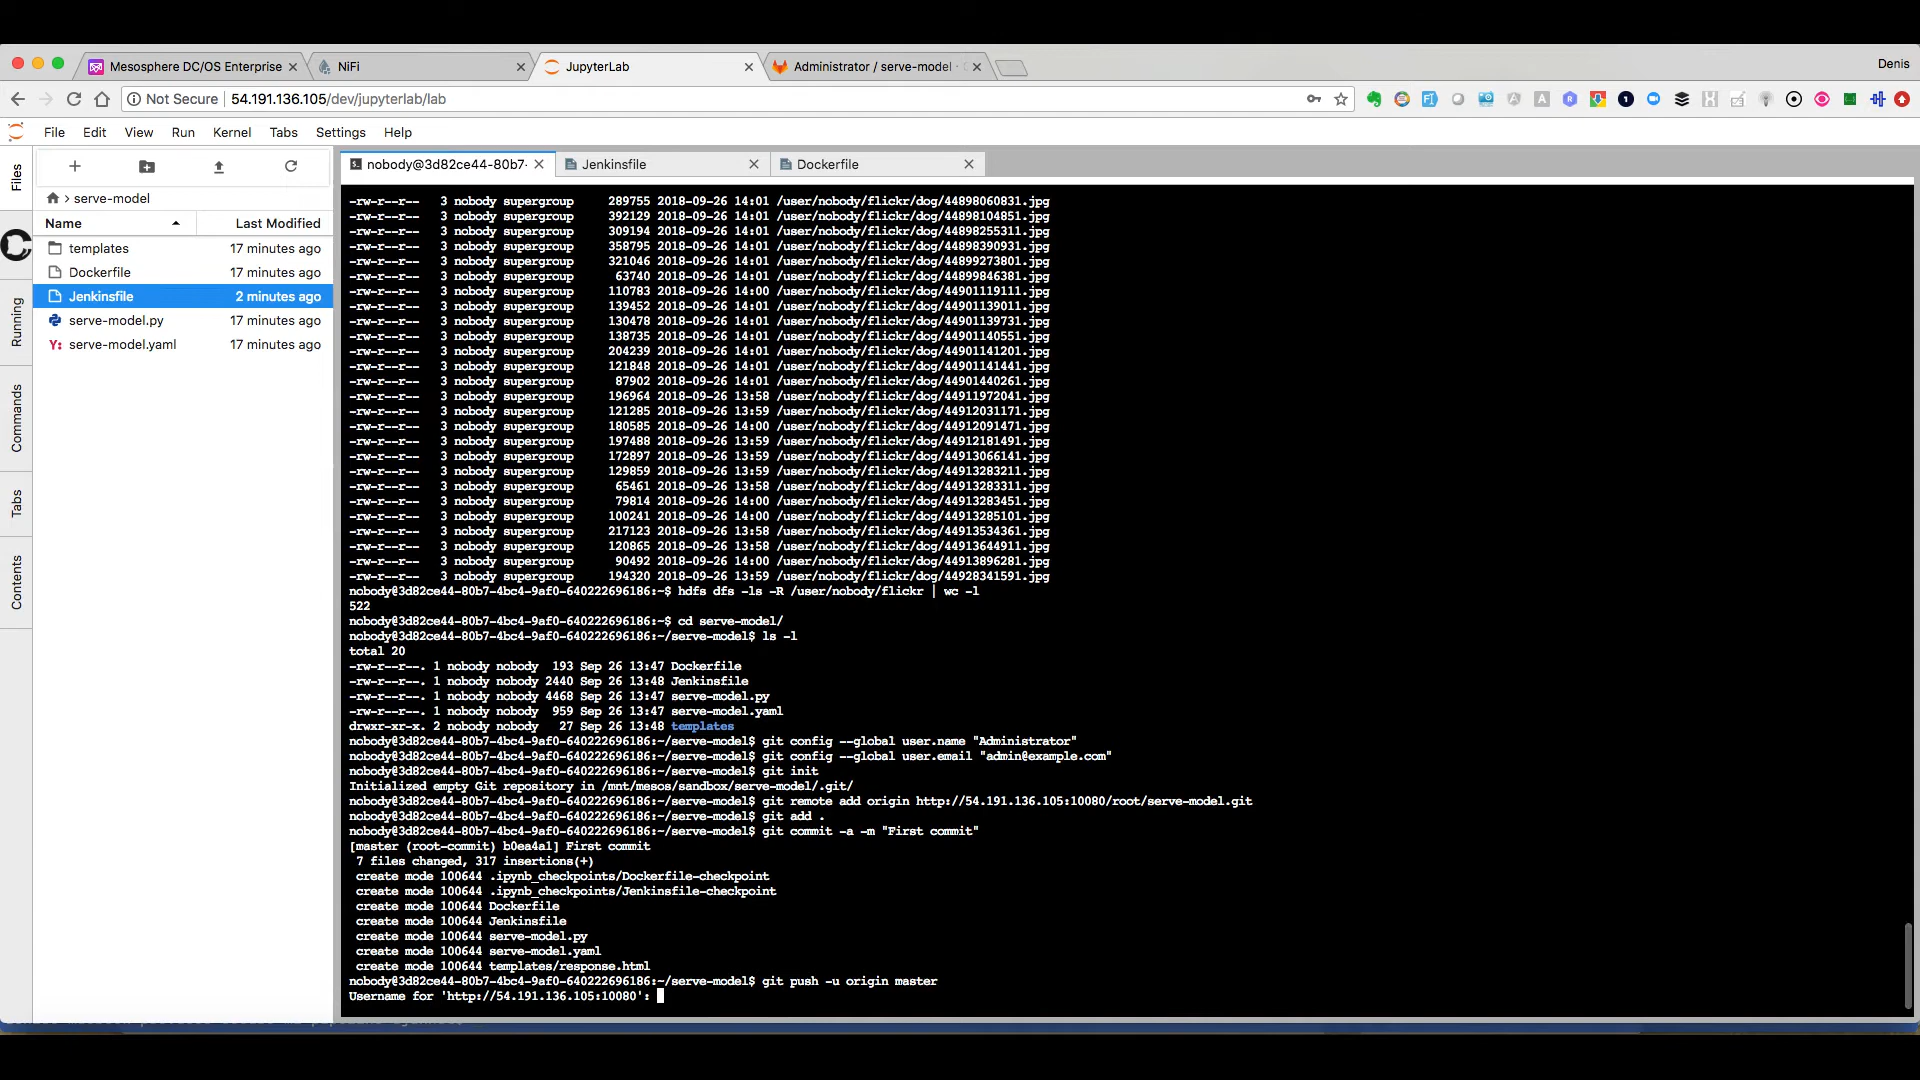 Mesosphere DC/OS Enterprise
NiFi
JupyterLab
Administrator / serve-model ·
Denis
Not Secure
54.191.136.105/dev/jupyterlab/lab
File Edit View Run Kernel Tabs Settings Help
nobody@3d82ce44-80b7-
Jenkinsfile
Dockerfile
Files
Running
Commands
Tabs
Contents
> serve-model
Name Last Modified
templates 17 minutes ago
Dockerfile 17 minutes ago
Jenkinsfile 2 minutes ago
serve-model.py 17 minutes ago
Y: serve-model.yaml 17 minutes ago
-rw-r--r-- 3 nobody supergroup 289755 2018-09-26 14:01 /user/nobody/flickr/dog/44898060831.jpg
-rw-r--r-- 3 nobody supergroup 392129 2018-09-26 14:01 /user/nobody/flickr/dog/44898104851.jpg
-rw-r--r-- 3 nobody supergroup 309194 2018-09-26 14:01 /user/nobody/flickr/dog/44898255311.jpg
-rw-r--r-- 3 nobody supergroup 358795 2018-09-26 14:01 /user/nobody/flickr/dog/44898390931.jpg
-rw-r--r-- 3 nobody supergroup 321046 2018-09-26 14:01 /user/nobody/flickr/dog/44899273801.jpg
-rw-r--r-- 3 nobody supergroup 63740 2018-09-26 14:01 /user/nobody/flickr/dog/44899846381.jpg
-rw-r--r-- 3 nobody supergroup 110783 2018-09-26 14:00 /user/nobody/flickr/dog/44901119111.jpg
-rw-r--r-- 3 nobody supergroup 139452 2018-09-26 14:01 /user/nobody/flickr/dog/44901139011.jpg
-rw-r--r-- 3 nobody supergroup 130478 2018-09-26 14:01 /user/nobody/flickr/dog/44901139731.jpg
-rw-r--r-- 3 nobody supergroup 138735 2018-09-26 14:01 /user/nobody/flickr/dog/44901140551.jpg
-rw-r--r-- 3 nobody supergroup 204239 2018-09-26 14:01 /user/nobody/flickr/dog/44901141201.jpg
-rw-r--r-- 3 nobody supergroup 121848 2018-09-26 14:01 /user/nobody/flickr/dog/44901141441.jpg
-rw-r--r-- 3 nobody supergroup 87902 2018-09-26 14:01 /user/nobody/flickr/dog/44901440261.jpg
-rw-r--r-- 3 nobody supergroup 196964 2018-09-26 13:58 /user/nobody/flickr/dog/44911972041.jpg
-rw-r--r-- 3 nobody supergroup 121285 2018-09-26 13:59 /user/nobody/flickr/dog/44912031171.jpg
-rw-r--r-- 3 nobody supergroup 180585 2018-09-26 14:00 /user/nobody/flickr/dog/44912091471.jpg
-rw-r--r-- 3 nobody supergroup 197488 2018-09-26 13:59 /user/nobody/flickr/dog/44912181491.jpg
-rw-r--r-- 3 nobody supergroup 172897 2018-09-26 13:59 /user/nobody/flickr/dog/44913066141.jpg
-rw-r--r-- 3 nobody supergroup 129859 2018-09-26 13:59 /user/nobody/flickr/dog/44913283211.jpg
-rw-r--r-- 3 nobody supergroup 65461 2018-09-26 13:58 /user/nobody/flickr/dog/44913283311.jpg
-rw-r--r-- 3 nobody supergroup 79814 2018-09-26 14:00 /user/nobody/flickr/dog/44913283451.jpg
-rw-r--r-- 3 nobody supergroup 100241 2018-09-26 14:00 /user/nobody/flickr/dog/44913285101.jpg
-rw-r--r-- 3 nobody supergroup 217123 2018-09-26 13:58 /user/nobody/flickr/dog/44913534361.jpg
-rw-r--r-- 3 nobody supergroup 120865 2018-09-26 13:58 /user/nobody/flickr/dog/44913644911.jpg
-rw-r--r-- 3 nobody supergroup 90492 2018-09-26 14:00 /user/nobody/flickr/dog/44913896281.jpg
-rw-r--r-- 3 nobody supergroup 194320 2018-09-26 13:59 /user/nobody/flickr/dog/44928341591.jpg
nobody@3d82ce44-80b7-4bc4-9af0-640222696186:~$ hdfs dfs -ls -R /user/nobody/flickr | wc -l
522
nobody@3d82ce44-80b7-4bc4-9af0-640222696186:~$ cd serve-model/
nobody@3d82ce44-80b7-4bc4-9af0-640222696186:~/serve-model$ ls -l
total 20
-rw-r--r--. 1 nobody nobody 193 Sep 26 13:47 Dockerfile
-rw-r--r--. 1 nobody nobody 2440 Sep 26 13:48 Jenkinsfile
-rw-r--r--. 1 nobody nobody 4468 Sep 26 13:47 serve-model.py
-rw-r--r--. 1 nobody nobody 959 Sep 26 13:47 serve-model.yaml
drwxr-xr-x. 2 nobody nobody 27 Sep 26 13:48 templates
nobody@3d82ce44-80b7-4bc4-9af0-640222696186:~/serve-model$ git config --global user.name "Administrator"
nobody@3d82ce44-80b7-4bc4-9af0-640222696186:~/serve-model$ git config --global user.email "admin@example.com"
nobody@3d82ce44-80b7-4bc4-9af0-640222696186:~/serve-model$ git init
Initialized empty Git repository in /mnt/mesos/sandbox/serve-model/.git/
nobody@3d82ce44-80b7-4bc4-9af0-640222696186:~/serve-model$ git remote add origin http://54.191.136.105:10080/root/serve-model.git
nobody@3d82ce44-80b7-4bc4-9af0-640222696186:~/serve-model$ git add .
nobody@3d82ce44-80b7-4bc4-9af0-640222696186:~/serve-model$ git commit -a -m "First commit"
[master (root-commit) b0ea4a1] First commit
7 files changed, 317 insertions(+)
create mode 100644 .ipynb_checkpoints/Dockerfile-checkpoint
create mode 100644 .ipynb_checkpoints/Jenkinsfile-checkpoint
create mode 100644 Dockerfile
create mode 100644 Jenkinsfile
create mode 100644 serve-model.py
create mode 100644 serve-model.yaml
create mode 100644 templates/response.html
nobody@3d82ce44-80b7-4bc4-9af0-640222696186:~/serve-model$ git push -u origin master
Username for 'http://54.191.136.105:10080':